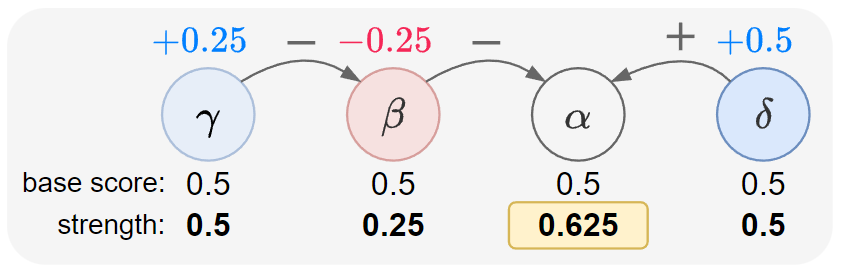 +0.25 − −0.25 − + +0.5
γ β α δ
base score: 0.5 0.5 0.5 0.5
strength: 0.5 0.25 0.625 0.5